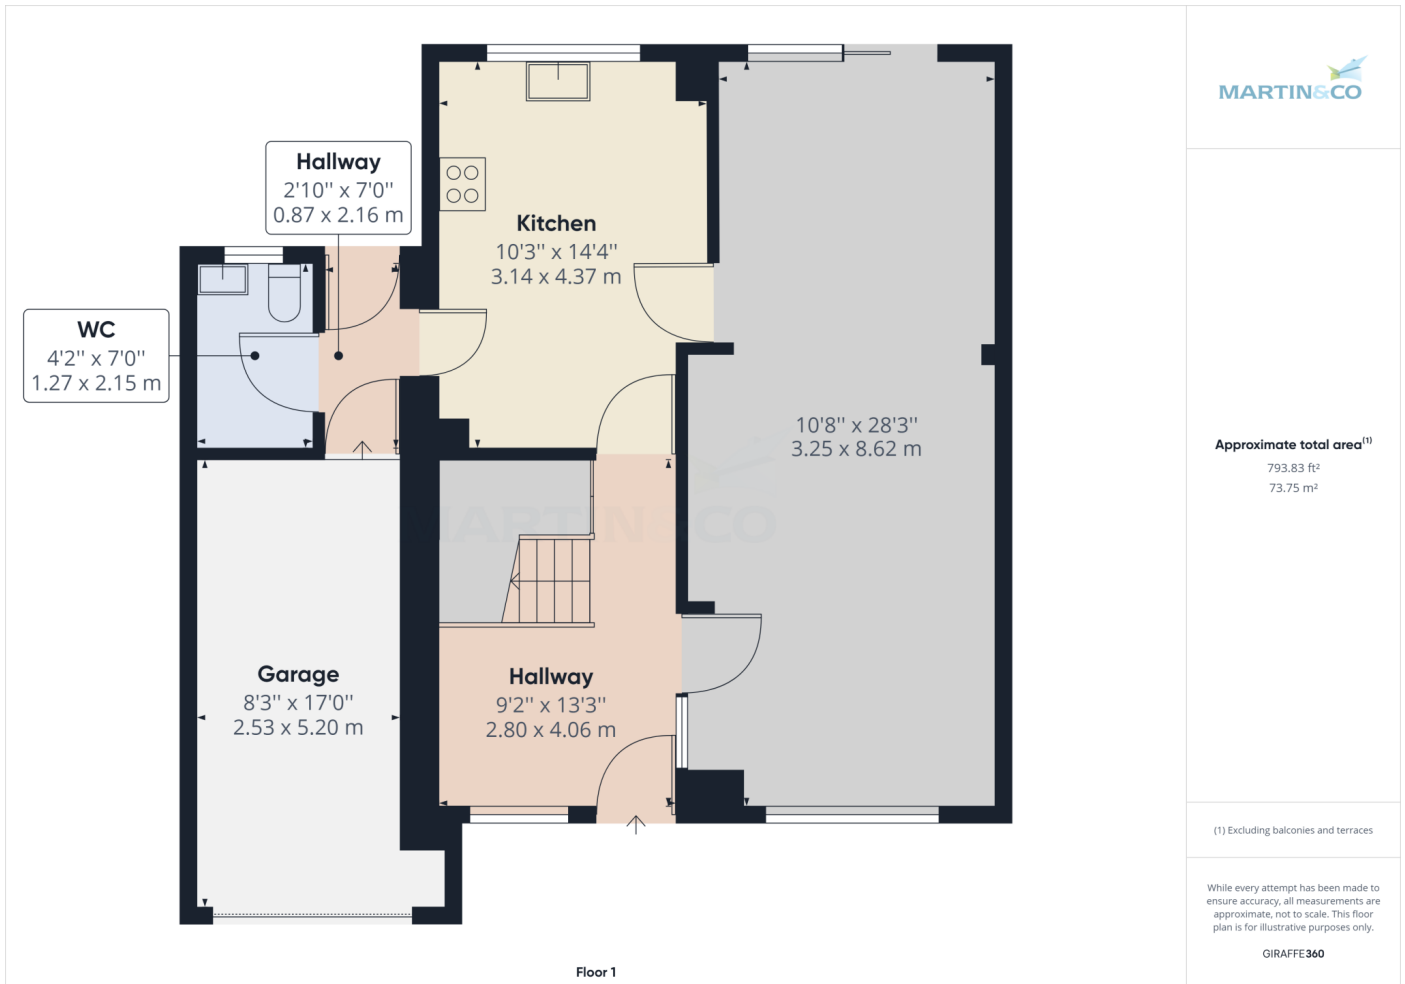 Hallway
2'10'' x 7'0''
0.87 x 2.16 m
Kitchen
10'3'' x 14'4''
3.14 x 4.37 m
WC
4'2'' x 7'0''
1.27 x 2.15 m
10'8'' x 28'3''
3.25 x 8.62 m
MARTIN&CO
Garage
8'3'' x 17'0''
2.53 x 5.20 m
Hallway
9'2'' x 13'3''
2.80 x 4.06 m
Floor 1
MARTIN&CO
Approximate total area(1)
793.83 ft²
73.75 m²
(1) Excluding balconies and terraces
While every attempt has been made to
ensure accuracy, all measurements are
approximate, not to scale. This floor
plan is for illustrative purposes only.
GIRAFFE360